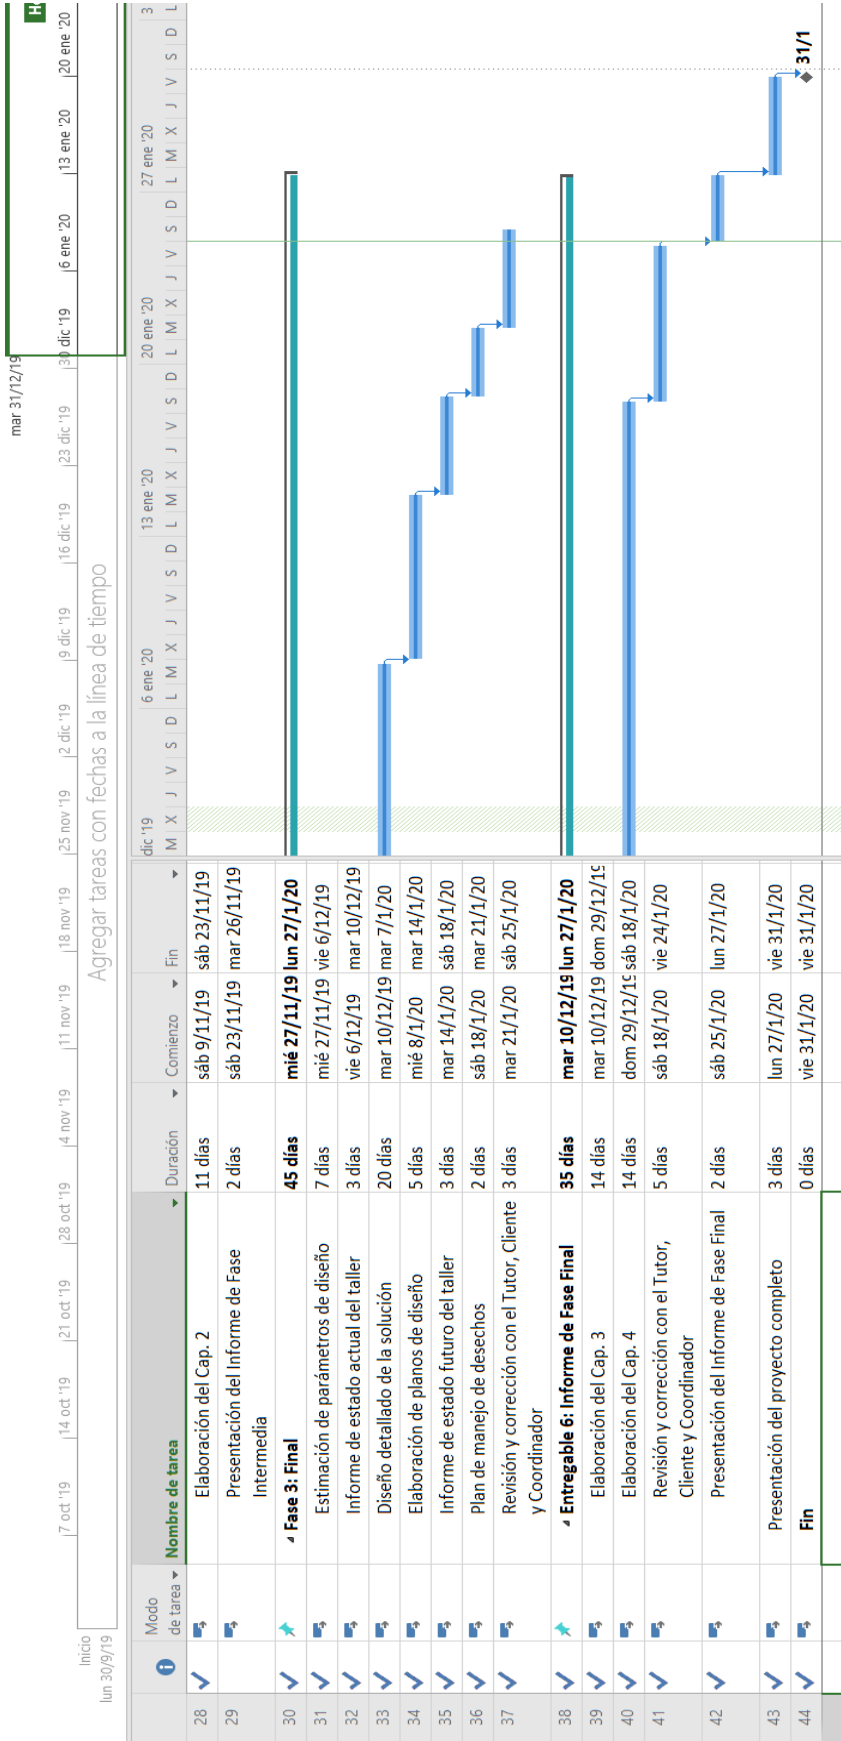 mar 31/12/19
H
Inicio
lun 30/9/19
7 oct '19 14 oct '19 21 oct '19 28 oct '19 4 nov '19 11 nov '19 18 nov '19 25 nov '19 2 dic '19 9 dic '19 16 dic '19 23 dic '19 30 dic '19 6 ene '20 13 ene '20 20 ene '20
Agregar tareas con fechas a la línea de tiempo
Modo de tarea Nombre de tarea Duración Comienzo Fin
dic '19 6 ene '20 13 ene '20 20 ene '20 27 ene '20 3
M X J V S D L M X J V S D L M X J V S D L M X J V S D L M X J V S D L
28 Elaboración del Cap. 2 11 días sáb 9/11/19 sáb 23/11/19
29 Presentación del Informe de Fase 2 días sáb 23/11/19 mar 26/11/19
Intermedia
30 Fase 3: Final 45 días mié 27/11/19 lun 27/1/20
31 Estimación de parámetros de diseño 7 días mié 27/11/19 vie 6/12/19
32 Informe de estado actual del taller 3 días vie 6/12/19 mar 10/12/19
33 Diseño detallado de la solución 20 días mar 10/12/19 mar 7/1/20
34 Elaboración de planos de diseño 5 días mié 8/1/20 mar 14/1/20
35 Informe de estado futuro del taller 3 días mar 14/1/20 sáb 18/1/20
36 Plan de manejo de desechos 2 días sáb 18/1/20 mar 21/1/20
37 Revisión y corrección con el Tutor, Cliente 3 días mar 21/1/20 sáb 25/1/20
y Coordinador
38 Entregable 6: Informe de Fase Final 35 días mar 10/12/19 lun 27/1/20
39 Elaboración del Cap. 3 14 días mar 10/12/19 dom 29/12/19
40 Elaboración del Cap. 4 14 días dom 29/12/19 sáb 18/1/20
41 Revisión y corrección con el Tutor, 5 días sáb 18/1/20 vie 24/1/20
Cliente y Coordinador
42 Presentación del Informe de Fase Final 2 días sáb 25/1/20 lun 27/1/20
43 Presentación del proyecto completo 3 días lun 27/1/20 vie 31/1/20
44 Fin 0 días vie 31/1/20 vie 31/1/20
31/1